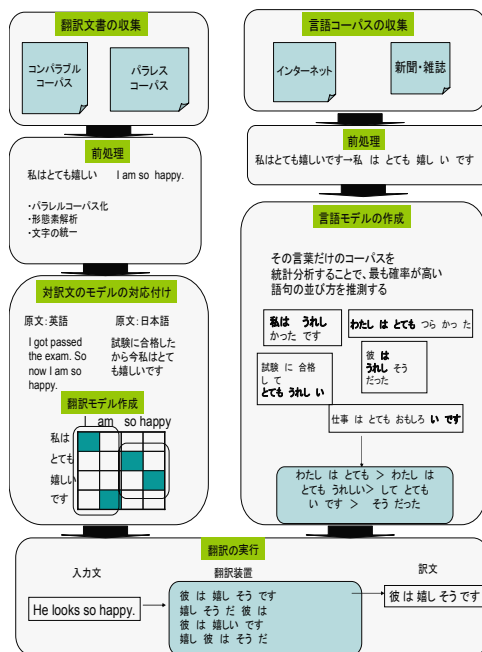 翻訳文書の収集
コンパラブル
コーパス
パラレス
コーパス
前処理
私はとても嬉しい I am so happy.
・パラレルコーパス化
・形態素解析
・文字の統一
対訳文のモデルの対応付け
原文：英語 原文：日本語
I got passed
the exam. So
now I am so
happy.
試験に合格した
から今私はとて
も嬉しいです
翻訳モデル作成
I am so happy
私は
とても
嬉しい
です
言語コーパスの収集
インターネット
新聞・雑誌
前処理
私はとても嬉しいです→私 は とても 嬉し い です
言語モデルの作成
その言葉だけのコーパスを
統計分析することで、最も確率が高い
語句の並び方を推測する
私は うれし
かった です
わたし は とても つら かっ た
試験 に 合格
し て
とても うれし い
彼 は
うれし そう
だった
仕事 は とても おもしろ い です
わたし は とても > わたし は
とても うれしい> して とても
い です > そう だった
翻訳の実行
入力文
翻訳装置
訳文
He looks so happy.
彼 は 嬉し そう です
嬉し そう だ 彼 は
彼 は 嬉しい です
嬉し 彼 は そう だ
彼 は 嬉し そう です